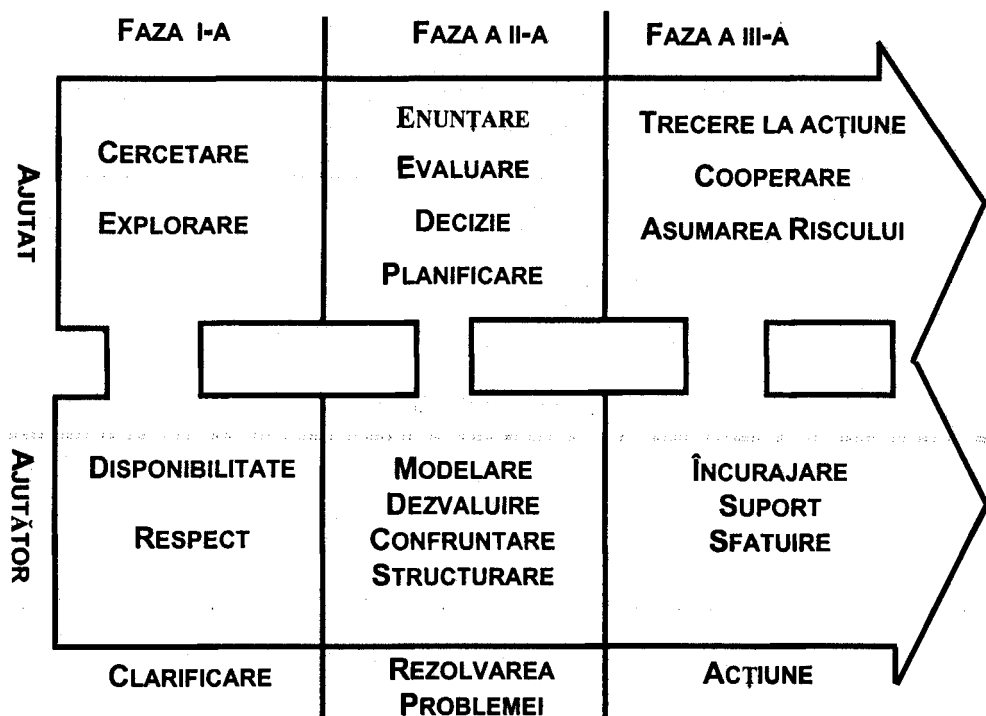 FAZA I-A
FAZA A II-A
FAZA A III-A
AJUTAT
CERCETARE
EXPLORARE
ENUNȚARE
EVALUARE
DECIZIE
PLANIFICARE
TRECERE LA ACȚIUNE
COOPERARE
ASUMAREA RISCULUI
AJUTĂTOR
DISPONIBILITATE
RESPECT
MODELARE
DEZVALUIRE
CONFRUNTARE
STRUCTURARE
ÎNCURAJARE
SUPORT
SFATUIRE
CLARIFICARE
REZOLVAREA
PROBLEMEI
ACȚIUNE